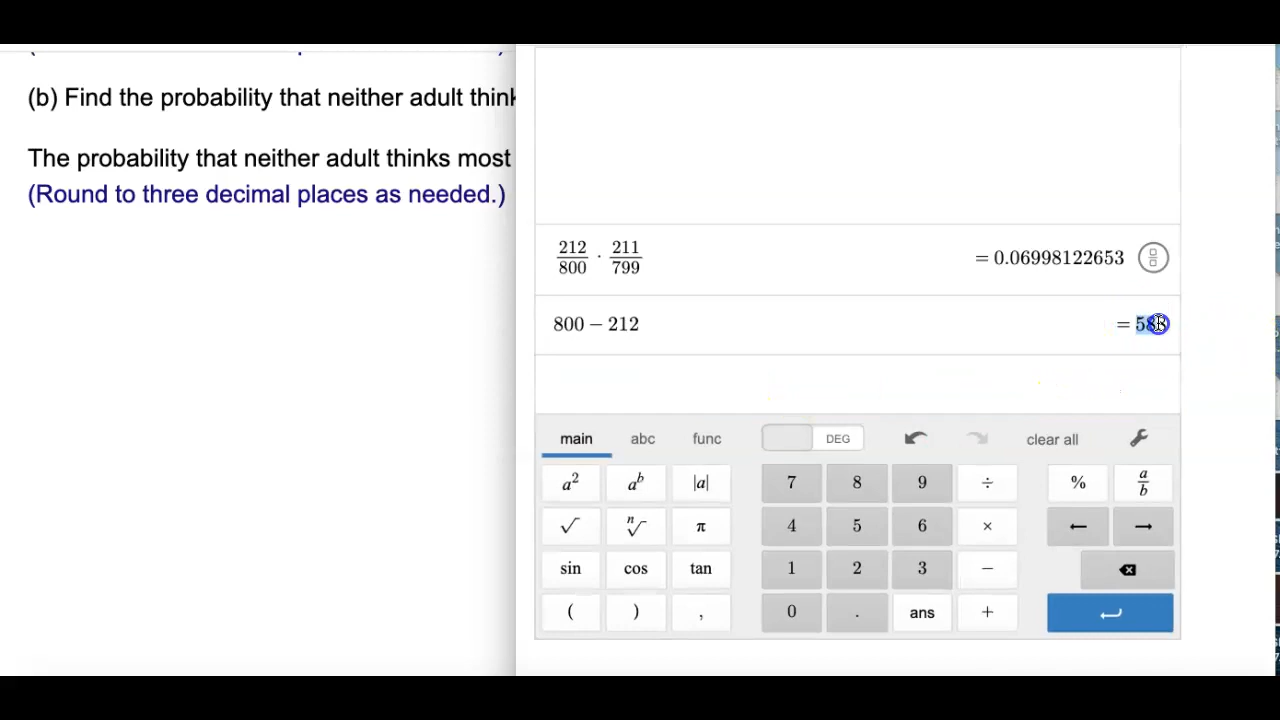 (b) Find the probability that neither adult think
The probability that neither adult thinks most
(Round to three decimal places as needed.)
212/800 · 211/799 = 0.06998122653
800 − 212 = 588
main abc func DEG clear all
a² aᵇ |a| 7 8 9 ÷ % a/b
√ ⁿ√ π 4 5 6 × ← →
sin cos tan 1 2 3 −
( ) , 0 . ans +